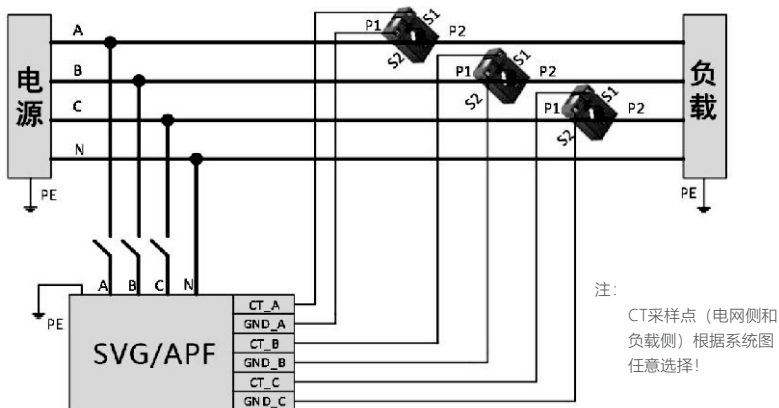 S1
P1
P2
A
S2
S1
B
P1
P2
电源
负载
S2
S1
C
P1
P2
S2
N
PE
PE
A
B
C
N
PE
CT_A
GND_A
CT_B
GND_B
CT_C
GND_C
SVG/APF
注:
CT采样点（电网侧和
负载侧）根据系统图
任意选择！